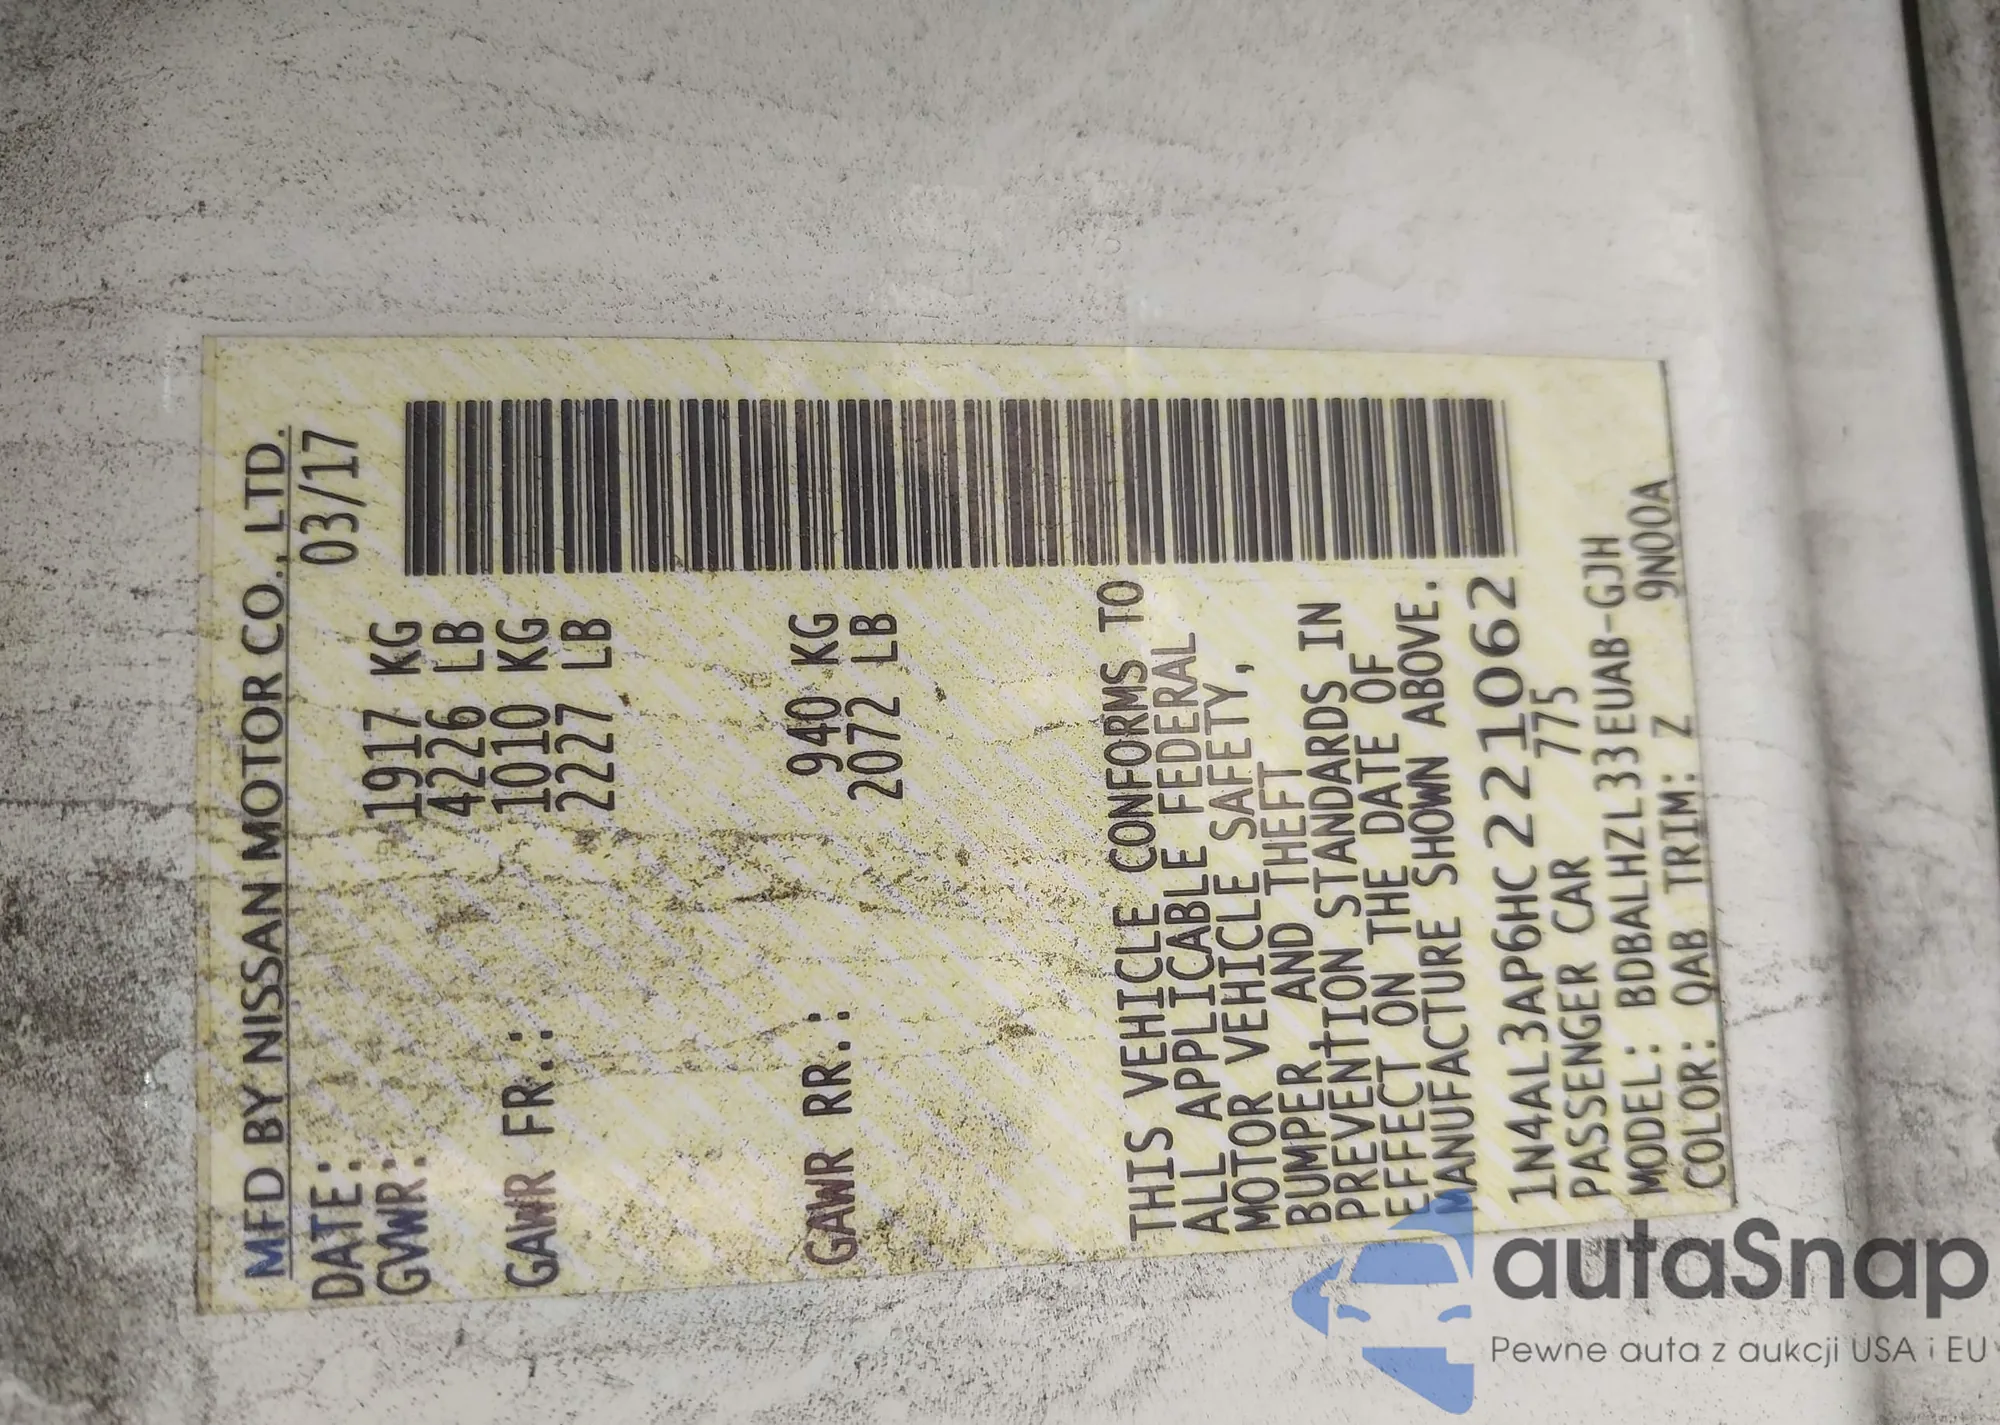 MFD BY NISSAN MOTOR CO., LTD.
DATE: 03/17
GVWR: 1917 KG
4226 LB
GAWR FR.: 1010 KG
2227 LB
GAWR RR.: 940 KG
2072 LB
THIS VEHICLE CONFORMS TO
ALL APPLICABLE FEDERAL
MOTOR VEHICLE SAFETY,
BUMPER AND THEFT
PREVENTION STANDARDS IN
EFFECT ON THE DATE OF
MANUFACTURE SHOWN ABOVE.
1N4AL3AP6HC221062
PASSENGER CAR 775
MODEL: BDBALHZL33EUAB-GJH
COLOR: QAB TRIM: Z 9N00A
autaSnap
Pewne auta z aukcji USA i EU